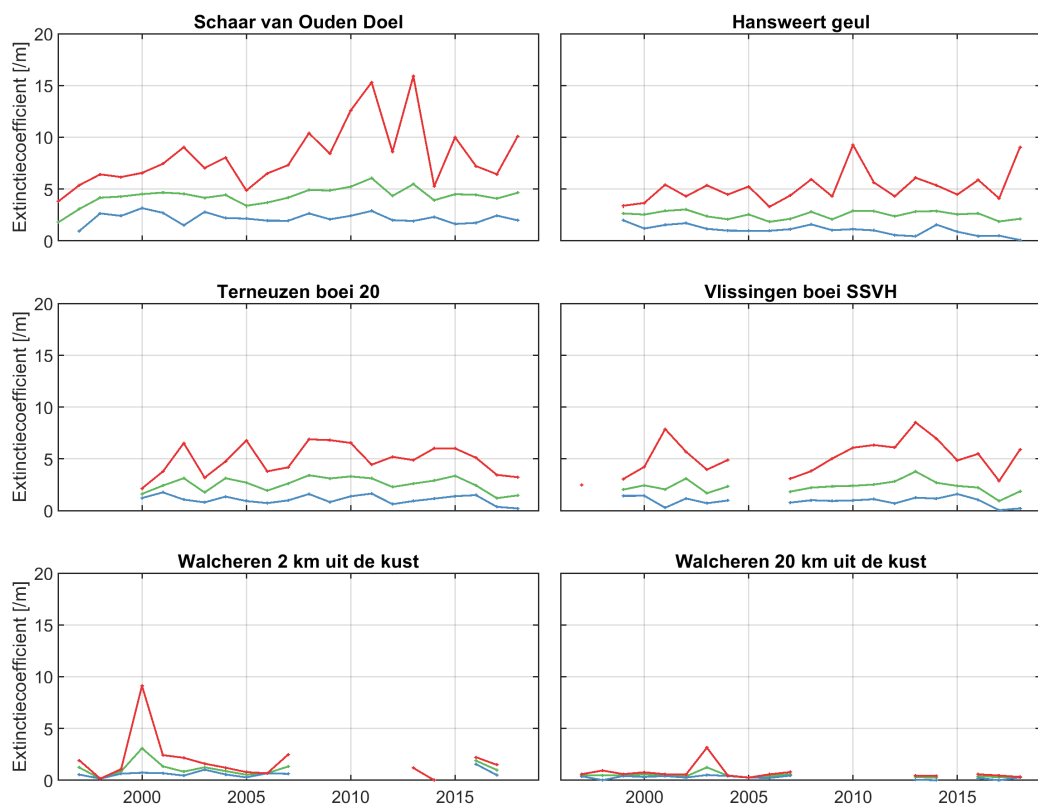 Schaar van Ouden Doel
Hansweert geul
Extinctiecoefficient [/m]
20
15
10
5
0
Terneuzen boei 20
Vlissingen boei SSVH
Extinctiecoefficient [/m]
20
15
10
5
0
Walcheren 2 km uit de kust
Walcheren 20 km uit de kust
Extinctiecoefficient [/m]
20
15
10
5
0
2000 2005 2010 2015
2000 2005 2010 2015